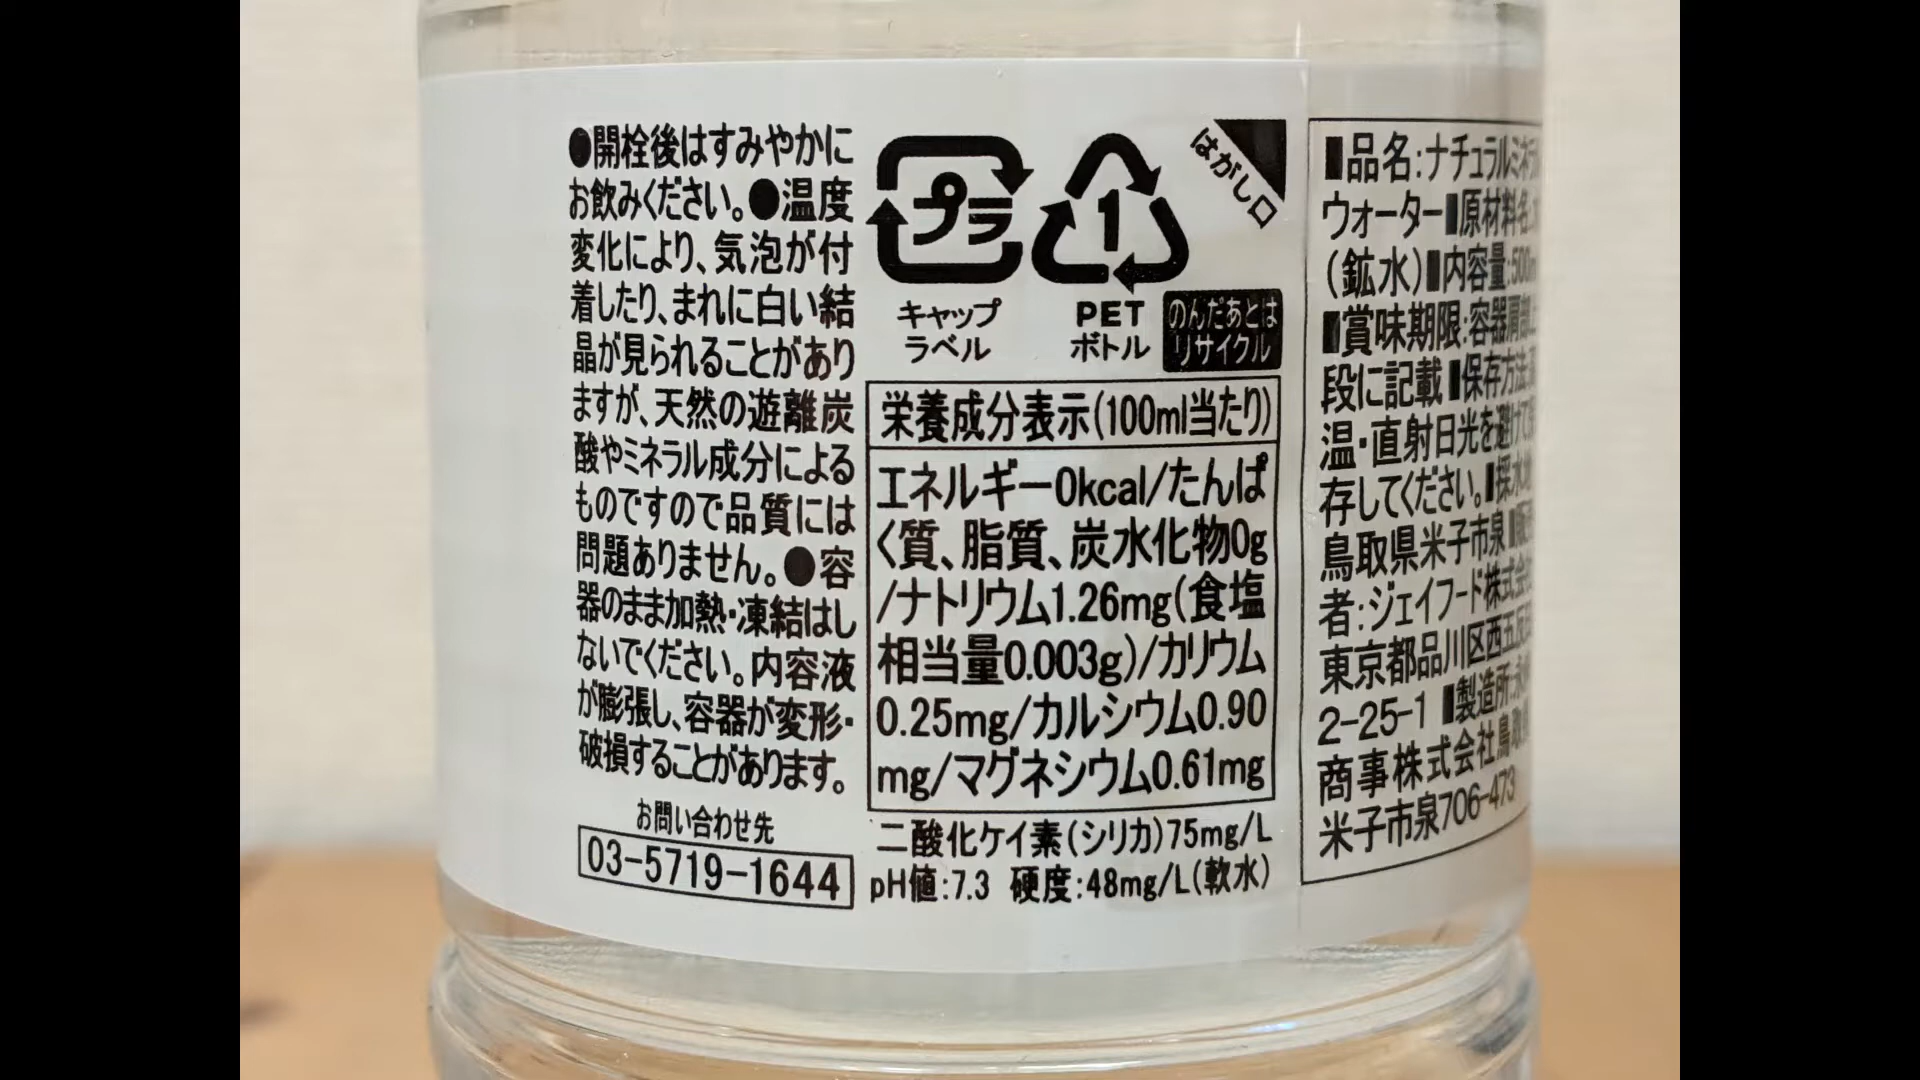 ●開栓後はすみやかに
お飲みください。●温度
変化により、気泡が付
着したり、まれに白い結
晶が見られることがあり
ますが、天然の遊離炭
酸やミネラル成分による
ものですので品質には
問題ありません。●容
器のまま加熱・凍結はし
ないでください。内容液
が膨張し、容器が変形・
破損することがあります。
お問い合わせ先
03-5719-1644
プラ
キャップ
ラベル
1
PET
ボトル
はがし口
のんだあとは
リサイクル
栄養成分表示(100ml当たり)
エネルギー0kcal/たんぱ
く質、脂質、炭水化物0g
/ナトリウム1.26mg(食塩
相当量0.003g)/カリウム
0.25mg/カルシウム0.90
mg/マグネシウム0.61mg
二酸化ケイ素(シリカ)75mg/L
pH値:7.3 硬度:48mg/L(軟水)
■品名:ナチュラルミネラル
ウォーター■原材料名:
(鉱水)■内容量:500m
■賞味期限:容器肩部
段に記載■保存方法
温・直射日光を避けて
存してください。■採水地
鳥取県米子市泉■販
者:ジェイフード株式会
東京都品川区西五反
2-25-1■製造所:
商事株式会社鳥取
米子市泉706-473